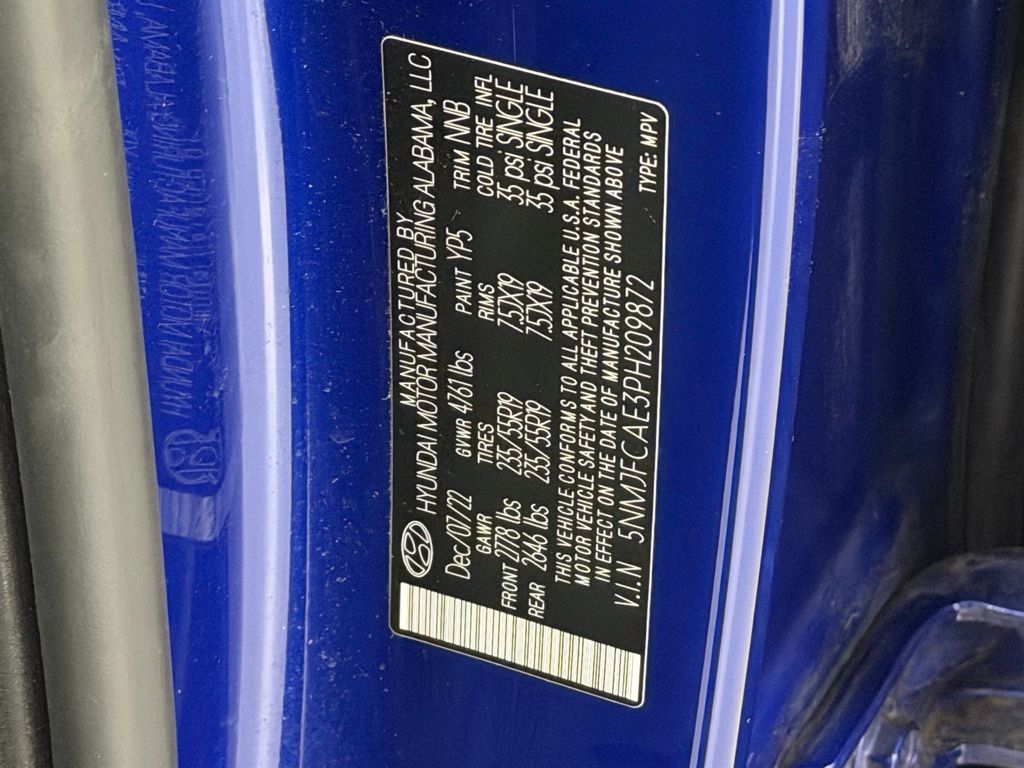 MANUFACTURED BY
HYUNDAI MOTOR MANUFACTURING ALABAMA, LLC
Dec/07/22 GVWR 4761 lbs PAINT YP5 TRIM NNB
GAWR TIRES RIMS COLD TIRE INFL
FRONT 2778 lbs 235/55R19 7.5JX19 35 psi SINGLE
REAR 2646 lbs 235/55R19 7.5JX19 35 psi SINGLE
THIS VEHICLE CONFORMS TO ALL APPLICABLE U.S.A. FEDERAL
MOTOR VEHICLE SAFETY AND THEFT PREVENTION STANDARDS
IN EFFECT ON THE DATE OF MANUFACTURE SHOWN ABOVE
V.I.N 5NMJFCAE3PH209872 TYPE: MPV